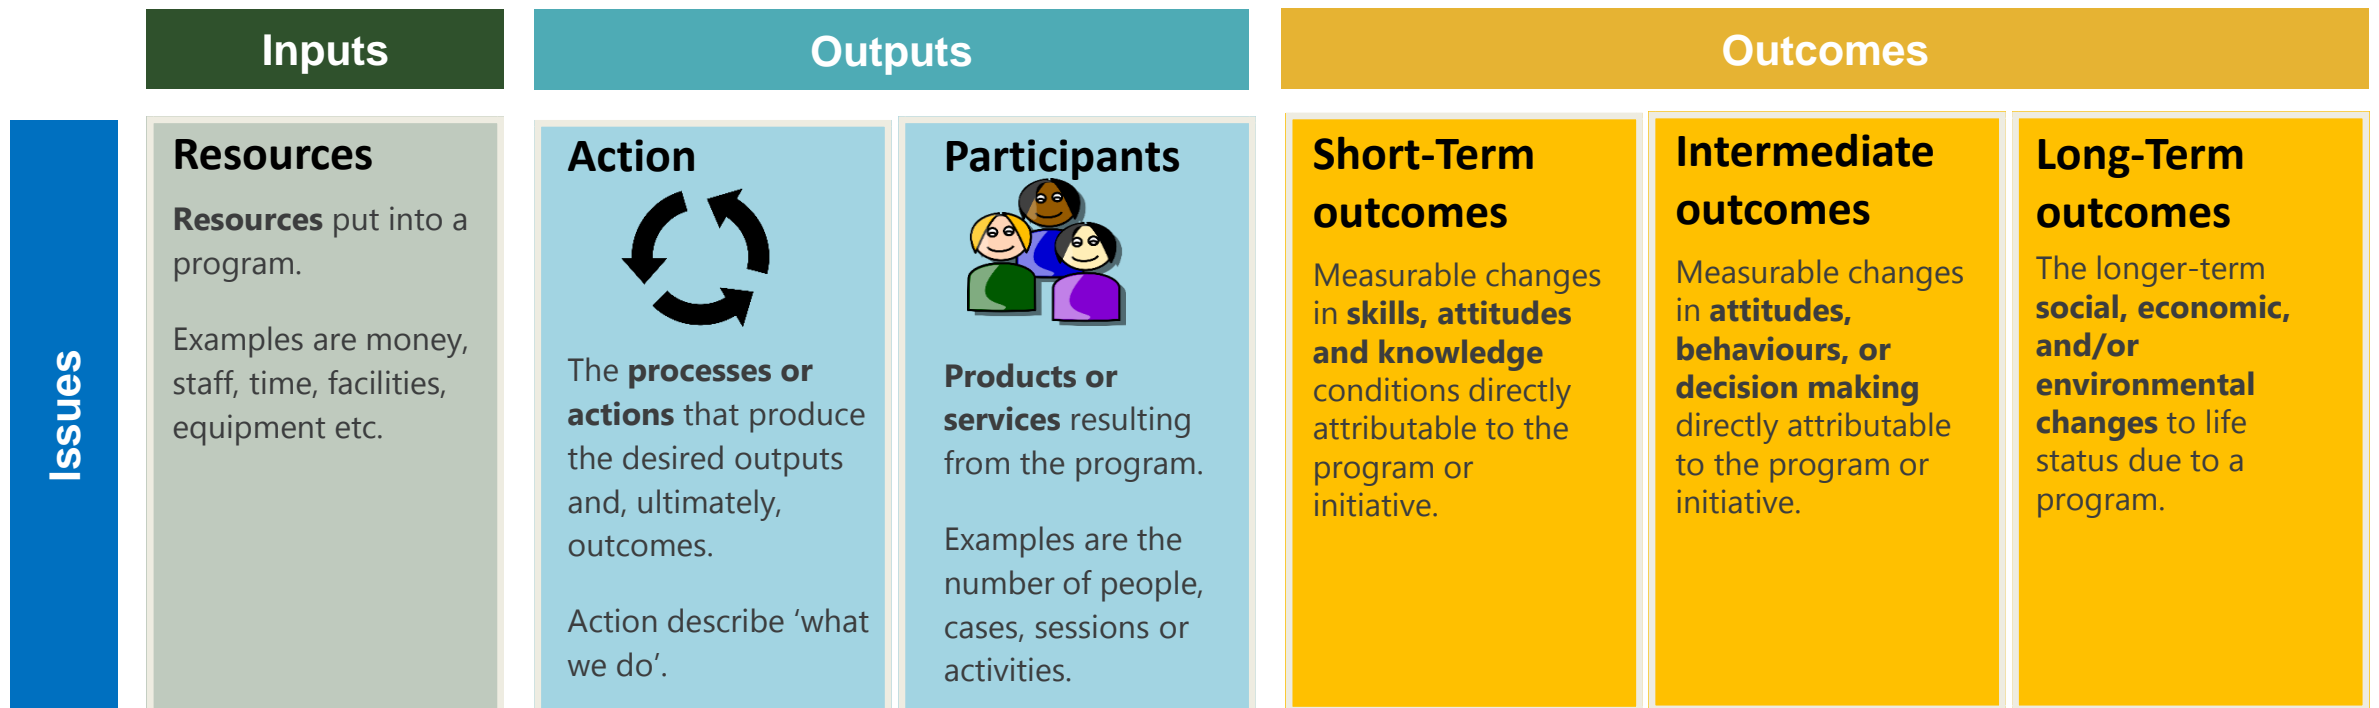 Inputs
Outputs
Outcomes
Issues
Resources
Resources put into a
program.
Examples are money,
staff, time, facilities,
equipment etc.
Action
The processes or
actions that produce
the desired outputs
and, ultimately,
outcomes.
Action describe ‘what
we do’.
Participants
Products or
services resulting
from the program.
Examples are the
number of people,
cases, sessions or
activities.
Short-Term
outcomes
Measurable changes
in skills, attitudes
and knowledge
conditions directly
attributable to the
program or
initiative.
Intermediate
outcomes
Measurable changes
in attitudes,
behaviours, or
decision making
directly attributable
to the program or
initiative.
Long-Term
outcomes
The longer-term
social, economic,
and/or
environmental
changes to life
status due to a
program.